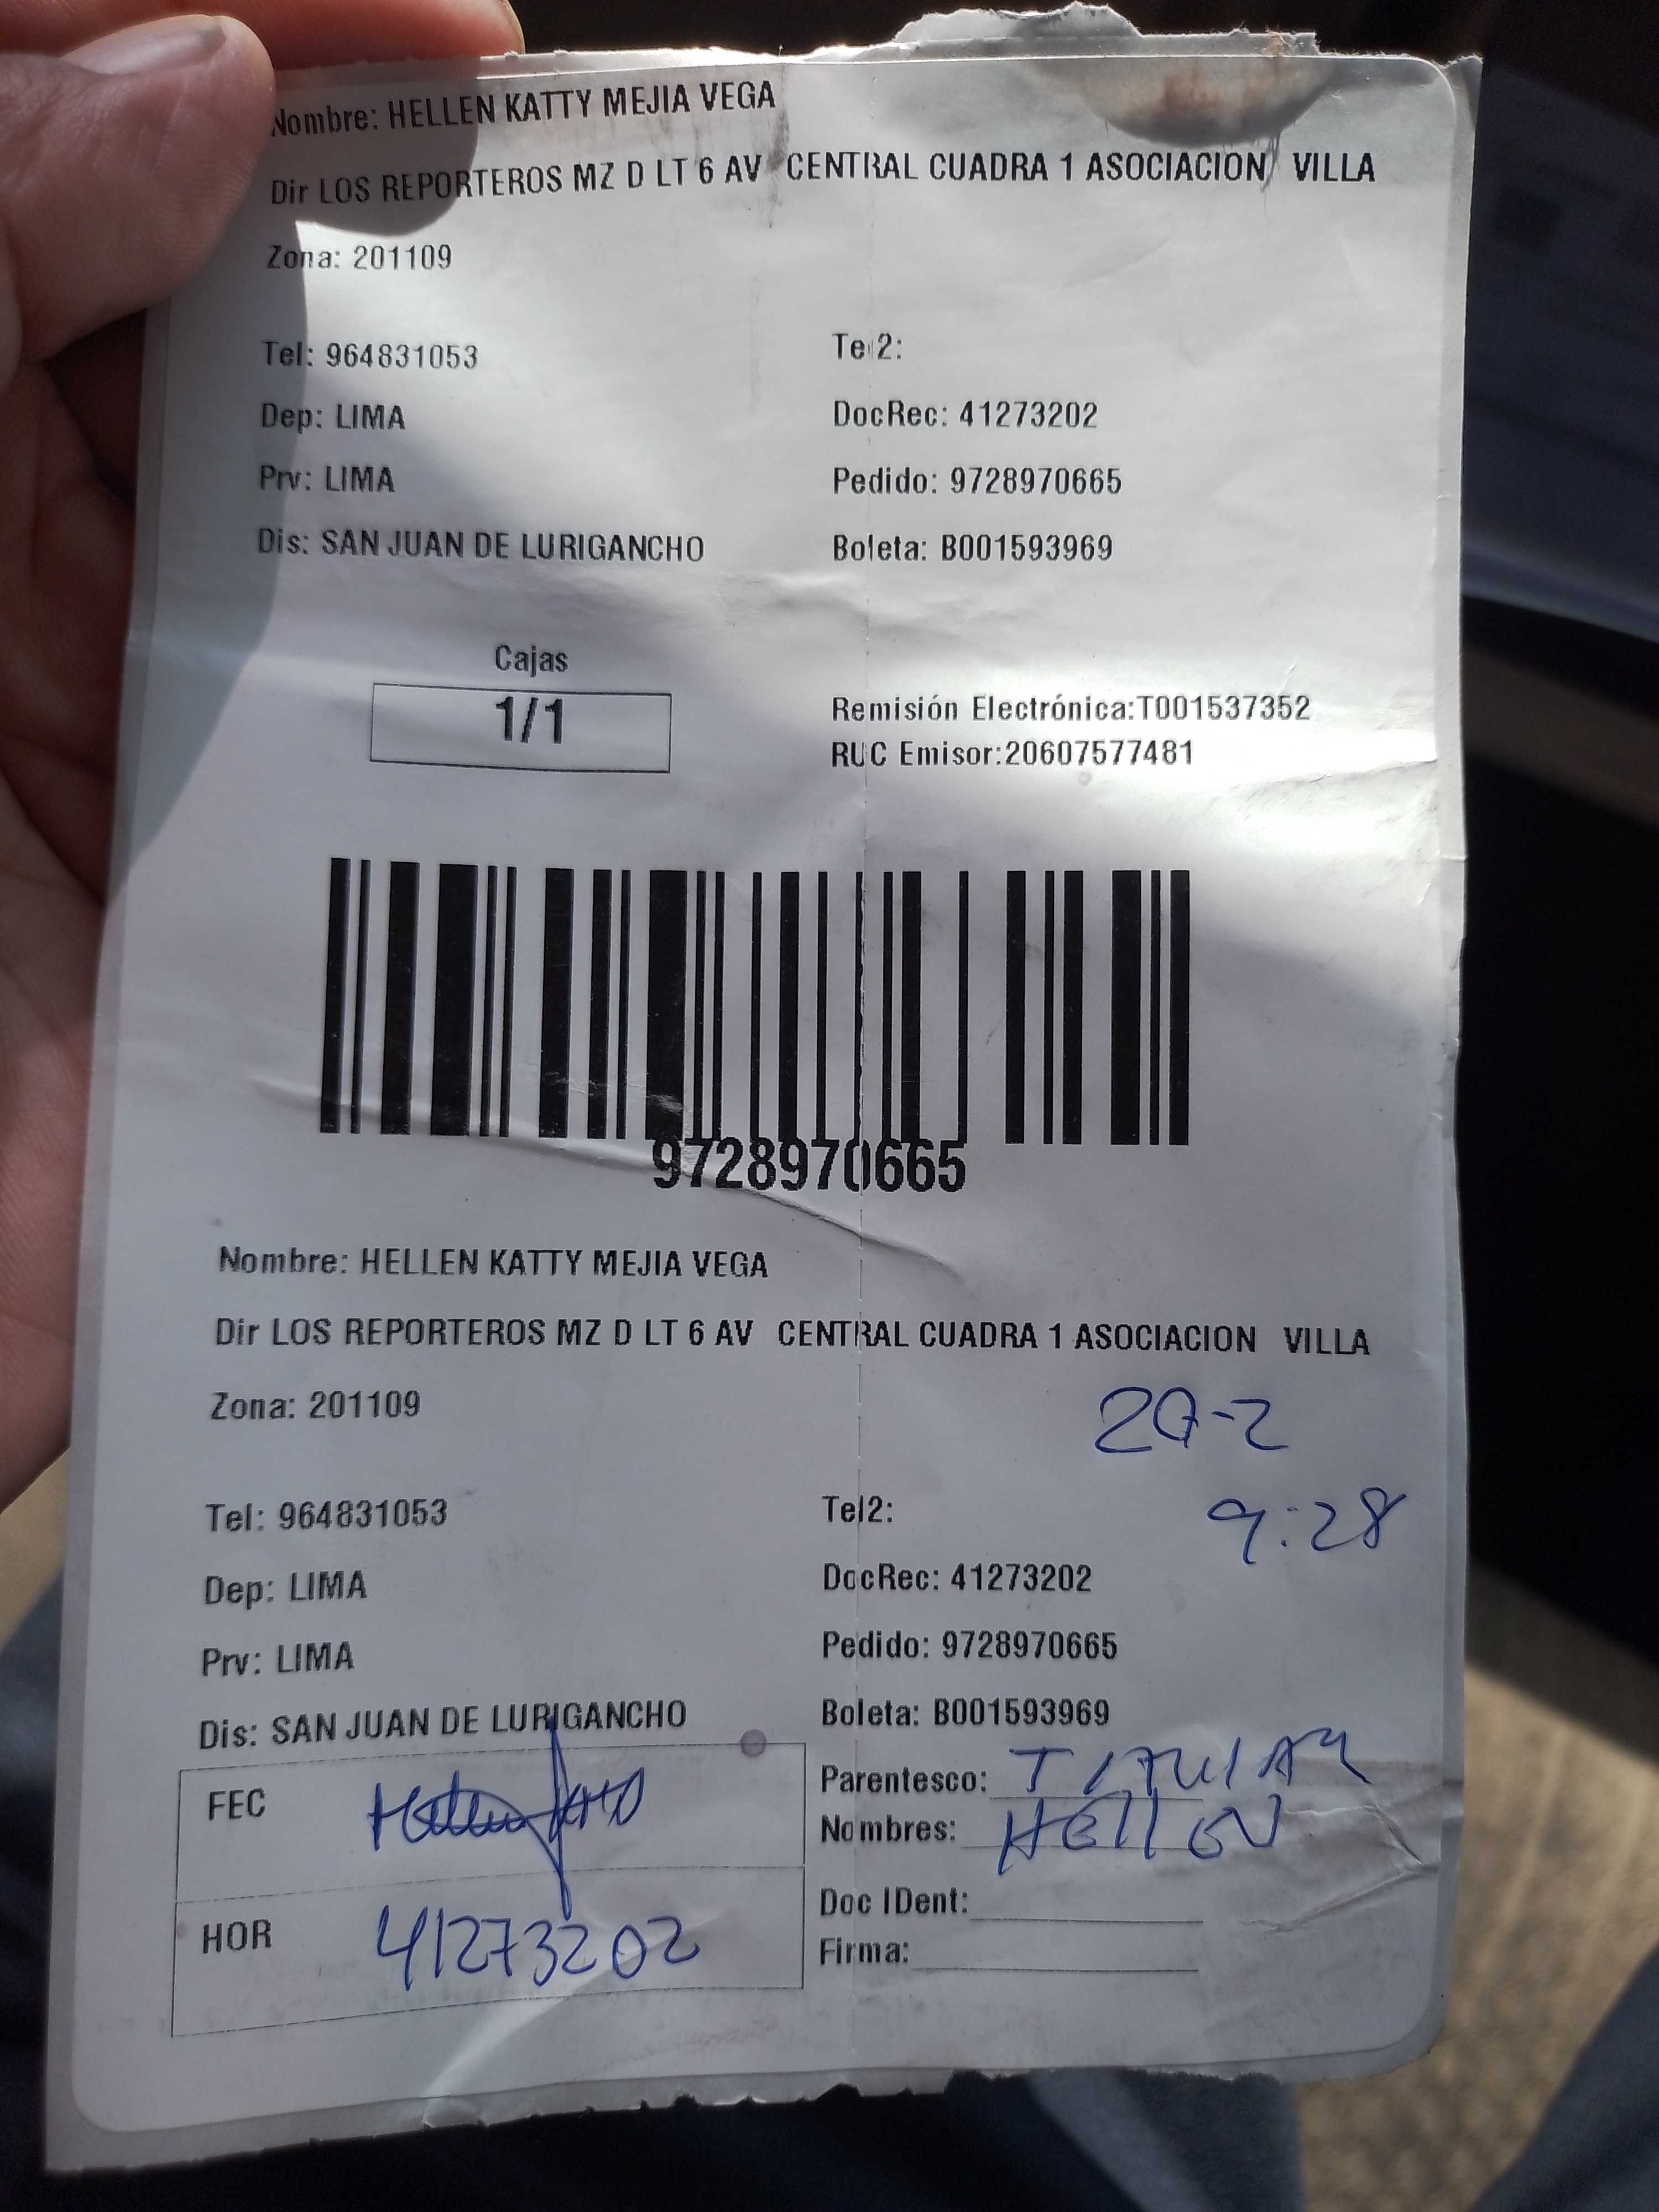 Nombre: HELLEN KATTY MEJIA VEGA
Dir LOS REPORTEROS MZ D LT 6 AV CENTRAL CUADRA 1 ASOCIACION VILLA
Zona: 201109
Tel: 964831053 Tel2:
Dep: LIMA DocRec: 41273202
Prv: LIMA Pedido: 9728970665
Dis: SAN JUAN DE LURIGANCHO Boleta: B001593969
Cajas
1/1
Remisión Electrónica:T001537352
RUC Emisor:20607577481
9728970665
Nombre: HELLEN KATTY MEJIA VEGA
Dir LOS REPORTEROS MZ D LT 6 AV CENTRAL CUADRA 1 ASOCIACION VILLA
Zona: 201109
9:28
Tel: 964831053 Tel2:
Dep: LIMA DocRec: 41273202
Prv: LIMA Pedido: 9728970665
Dis: SAN JUAN DE LURIGANCHO Boleta: B001593969
FEC
Parentesco:
Nombres: HEllEN
HOR 41273202
Doc IDent:
Firma: